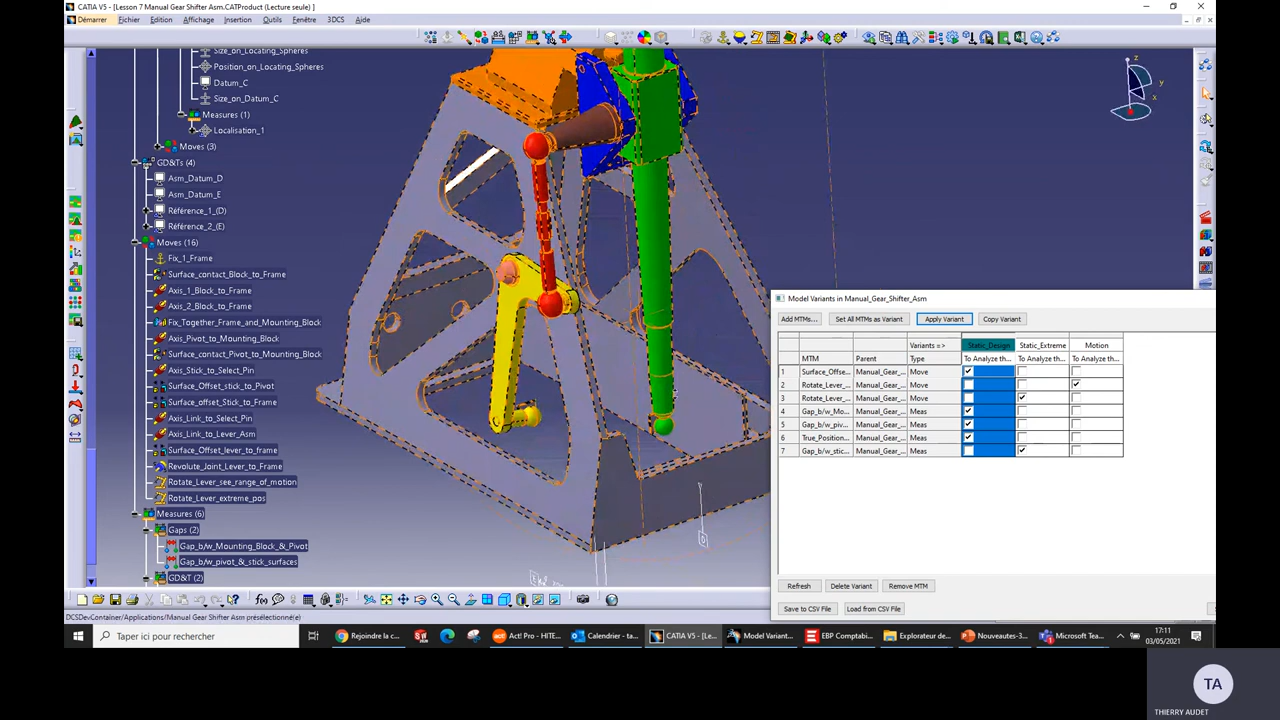 CATIA V5 - [Lesson 7 Manual Gear Shifter Asm.CATProduct (Lecture seule)]
Démarrer Fichier Edition Affichage Insertion Outils Fenêtre 3DCS Aide
Size_on_Locating_Spheres
Position_on_Locating_Spheres
Datum_C
Size_on_Datum_C
Measures (1)
Localisation_1
Moves (3)
GD&Ts (4)
Asm_Datum_D
Asm_Datum_E
Référence_1_(D)
Référence_2_(E)
Moves (16)
Fix_1_Frame
Surface_contact_Block_to_Frame
Axis_1_Block_to_Frame
Axis_2_Block_to_Frame
Fix_Together_Frame_and_Mounting_Block
Axis_Pivot_to_Mounting_Block
Surface_contact_Pivot_to_Mounting_Block
Axis_Stick_to_Select_Pin
Surface_Offset_stick_to_Pivot
Surface_offset_Stick_to_Frame
Axis_Link_to_Select_Pin
Axis_Link_to_Lever_Asm
Surface_Offset_lever_to_frame
Revolute_Joint_Lever_to_Frame
Rotate_Lever_see_range_of_motion
Rotate_Lever_extreme_pos
Measures (6)
Gaps (2)
Gap_b/w_Mounting_Block_&_Pivot
Gap_b/w_pivot_&_stick_surfaces
GD&T (2)
z
y
x
D
Model Variants in Manual_Gear_Shifter_Asm
Add MTMs... Set All MTMs as Variant Apply Variant Copy Variant
Variants => Static_Design Static_Extreme Motion
MTM Parent Type To Analyze th... To Analyze th... To Analyze th...
1 Surface_Offse... Manual_Gear_... Move
2 Rotate_Lever_... Manual_Gear_... Move
3 Rotate_Lever_... Manual_Gear_... Move
4 Gap_b/w_Mo... Manual_Gear_... Meas
5 Gap_b/w_piv... Manual_Gear_... Meas
6 True_Position... Manual_Gear_... Meas
7 Gap_b/w_stic... Manual_Gear_... Meas
Refresh Delete Variant Remove MTM
Save to CSV File Load from CSV File
DCSDevContainer/Applications/Manual Gear Shifter Asm présélectionné(e)
Taper ici pour rechercher
Rejoindre la c... Act! Pro - HITE... Calendrier - ta... CATIA V5 - [Le... Model Variant... EBP Comptabi... Explorateur de... Nouveautes-3... Microsoft Tea...
17:11
03/05/2021
TA
THIERRY AUDET